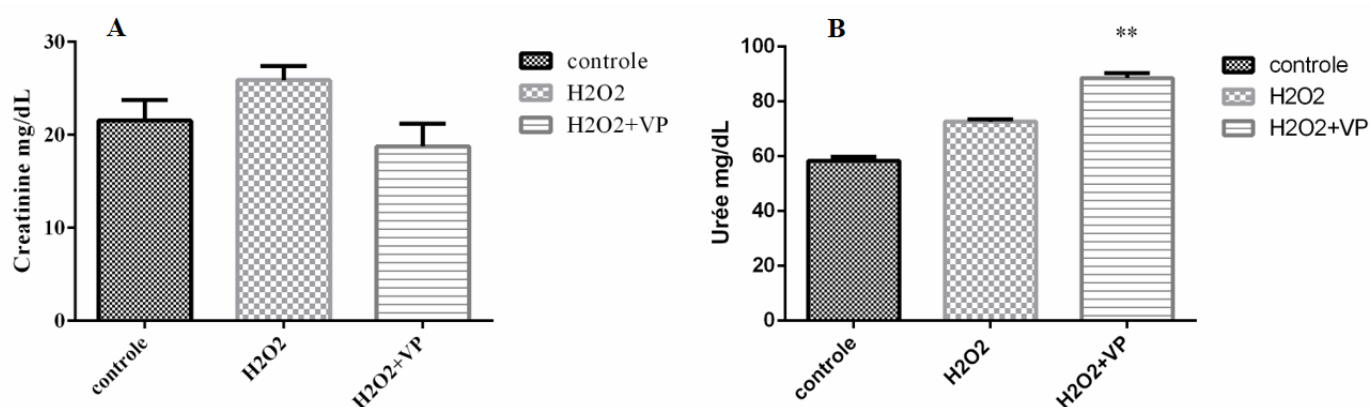 A
Creatinine mg/dL
30
20
10
0
controle
H2O2
H2O2+VP
controle
H2O2
H2O2+VP
B
**
Urée mg/dL
100
80
60
40
20
0
controle
H2O2
H2O2+VP
controle
H2O2
H2O2+VP